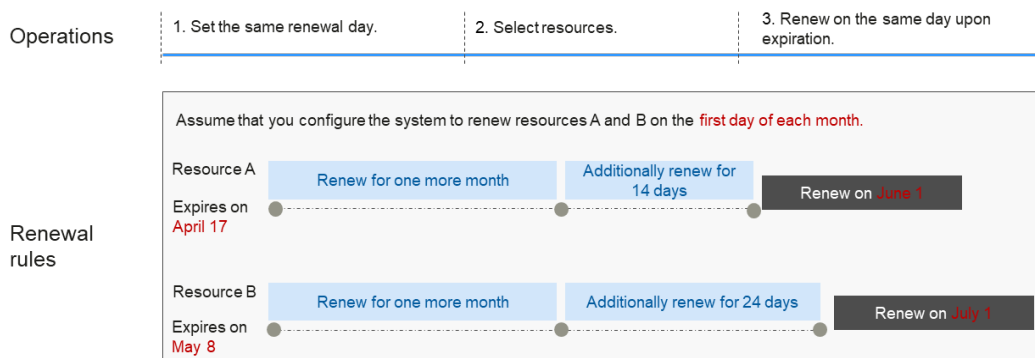 Operations
1. Set the same renewal day.
2. Select resources.
3. Renew on the same day upon
expiration.
Renewal
rules
Assume that you configure the system to renew resources A and B on the first day of each month.
Resource A
Renew for one more month
Additionally renew for
14 days
Renew on June 1
Expires on
April 17
Resource B
Renew for one more month
Additionally renew for 24 days
Renew on July 1
Expires on
May 8